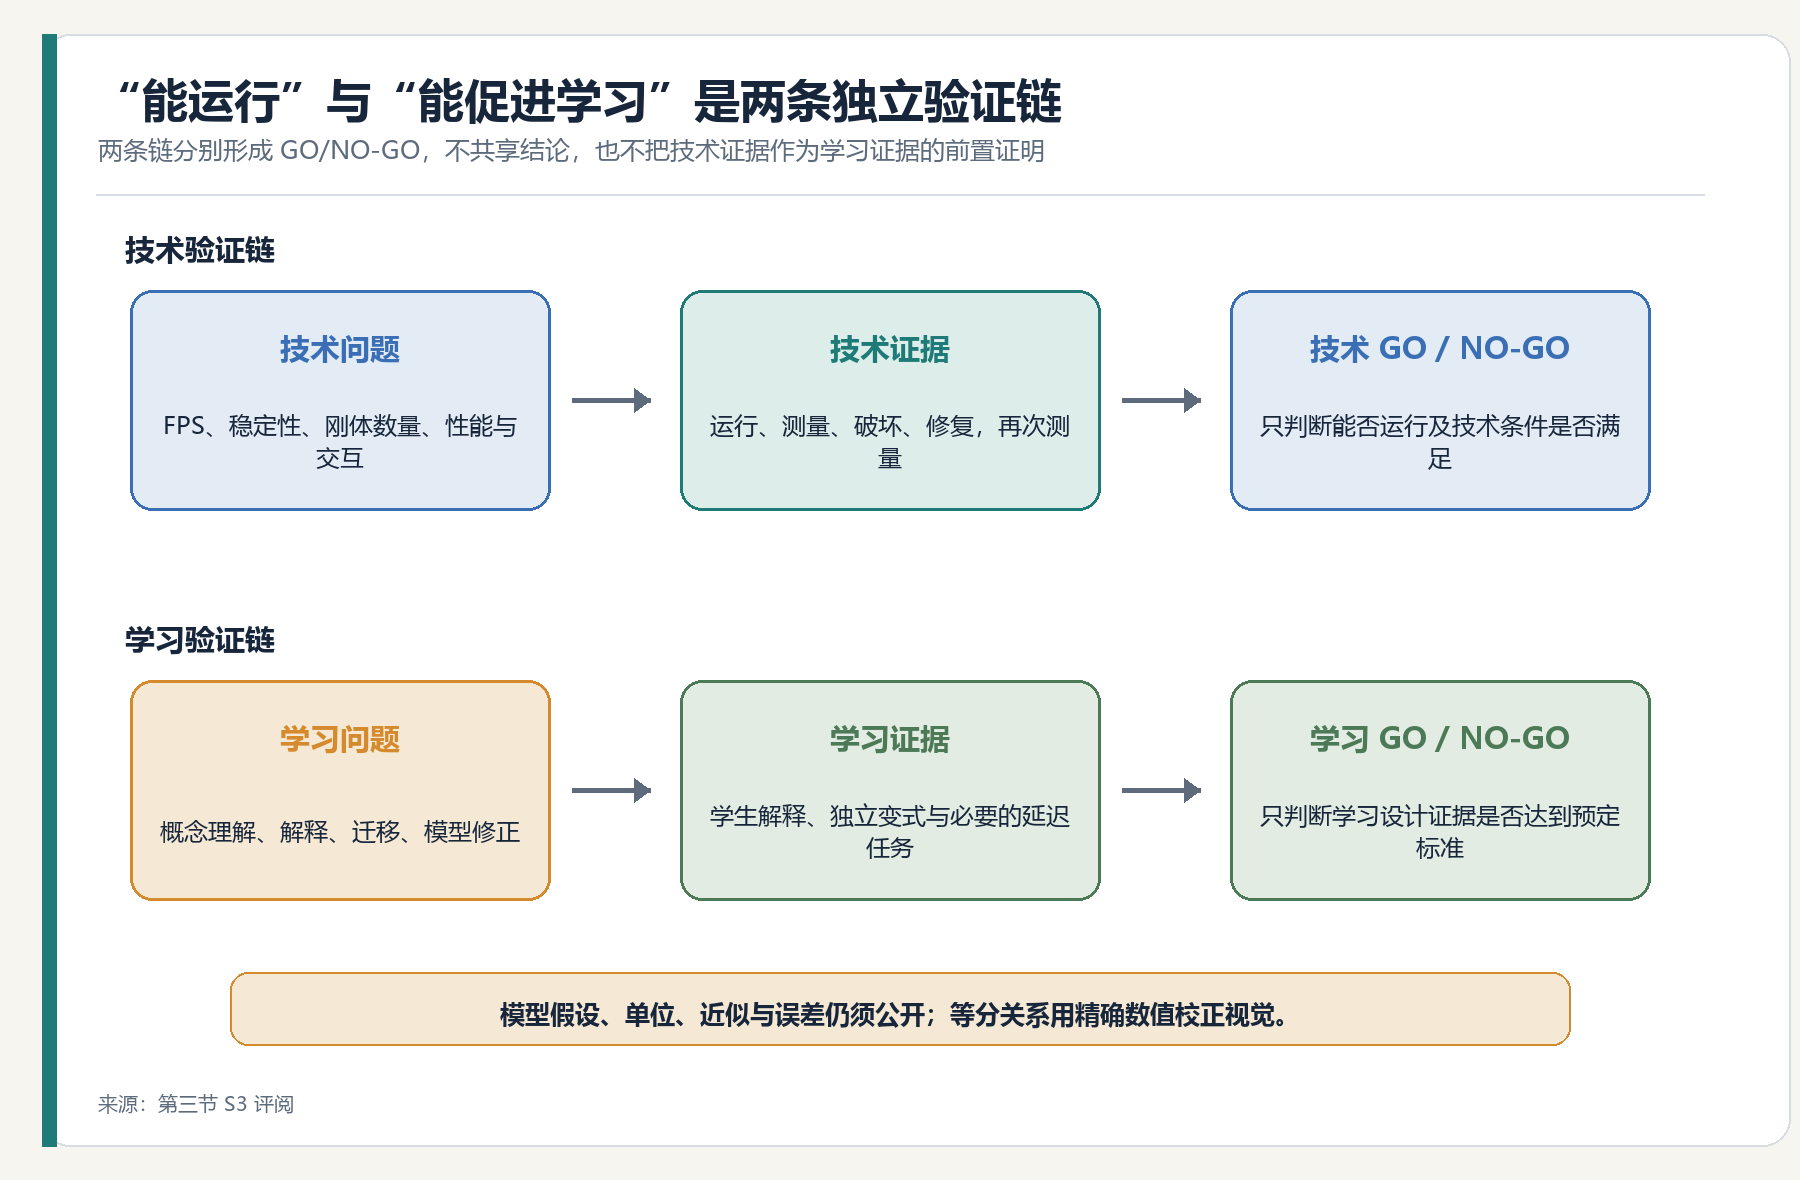 “能运行”与“能促进学习”是两条独立验证链
两条链分别形成 GO/NO-GO，不共享结论，也不把技术证据作为学习证据的前置证明
技术验证链
技术问题
FPS、稳定性、刚体数量、性能与
交互
技术证据
运行、测量、破坏、修复，再次测
量
技术 GO / NO-GO
只判断能否运行及技术条件是否满
足
学习验证链
学习问题
概念理解、解释、迁移、模型修正
学习证据
学生解释、独立变式与必要的延迟
任务
学习 GO / NO-GO
只判断学习设计证据是否达到预定
标准
模型假设、单位、近似与误差仍须公开；等分关系用精确数值校正视觉。
来源：第三节 S3 评阅